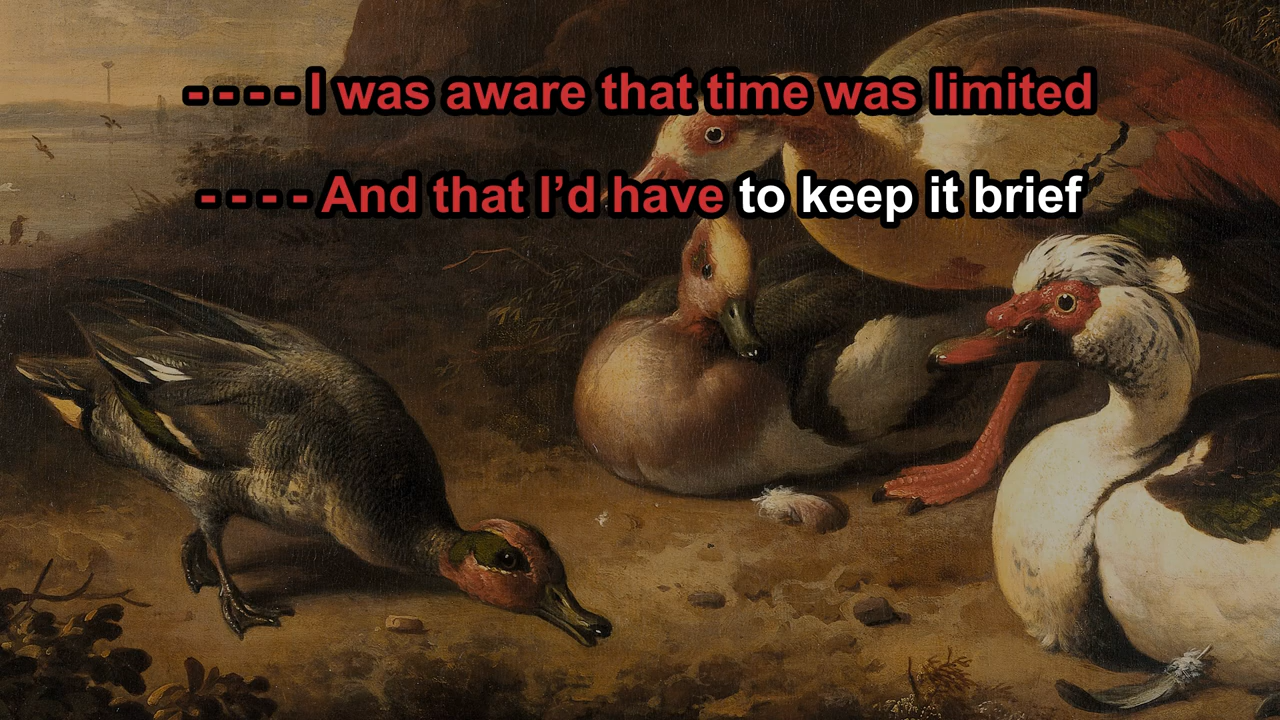 - - - - I was aware that time was limited
- - - - And that I’d have to keep it brief